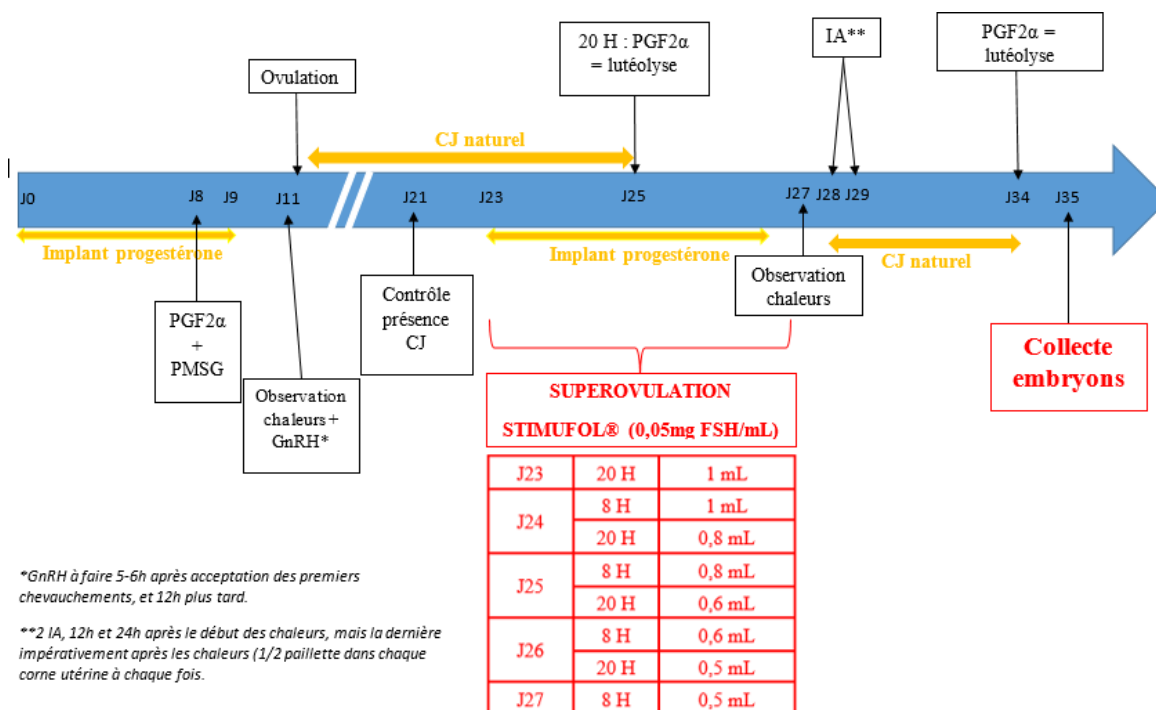 Ovulation
20 H : PGF2α
= lutéolyse
IA**
PGF2α =
lutéolyse
CJ naturel
J0
J8
J9
J11
J21
J23
J25
J27
J28
J29
J34
J35
Implant progestérone
Implant progestérone
CJ naturel
PGF2α
+
PMSG
Observation
chaleurs +
GnRH*
Contrôle
présence
CJ
Observation
chaleurs
Collecte
embryons
SUPEROVULATION
STIMUFOL® (0,05mg FSH/mL)
J23 20 H 1 mL
J24 8 H 1 mL
20 H 0,8 mL
J25 8 H 0,8 mL
20 H 0,6 mL
J26 8 H 0,6 mL
20 H 0,5 mL
J27 8 H 0,5 mL
*GnRH à faire 5-6h après acceptation des premiers
chevauchements, et 12h plus tard.
**2 IA, 12h et 24h après le début des chaleurs, mais la dernière
impérativement après les chaleurs (1/2 paillette dans chaque
corne utérine à chaque fois.